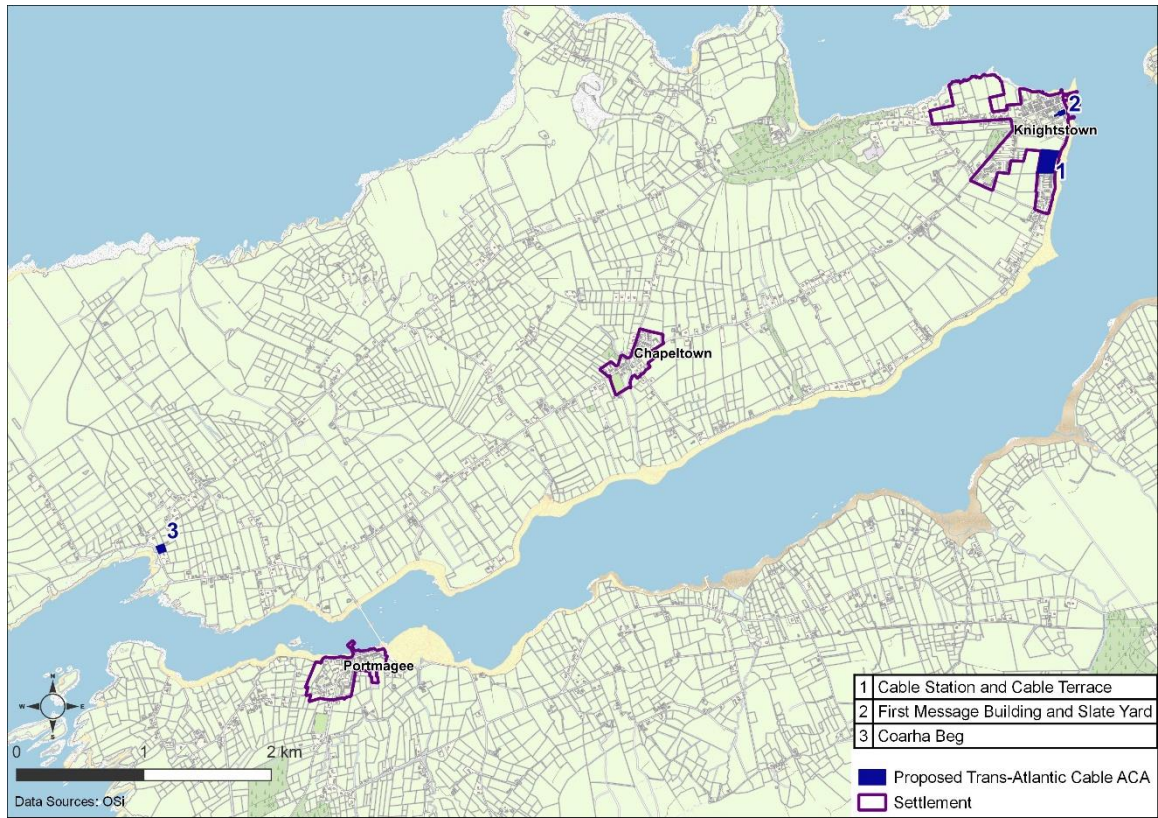 2
Knightstown
1
Chapeltown
3
Portmagee
N
W E
S
0 1 2 km
Data Sources: OSi
1 Cable Station and Cable Terrace
2 First Message Building and Slate Yard
3 Coarha Beg
Proposed Trans-Atlantic Cable ACA
Settlement